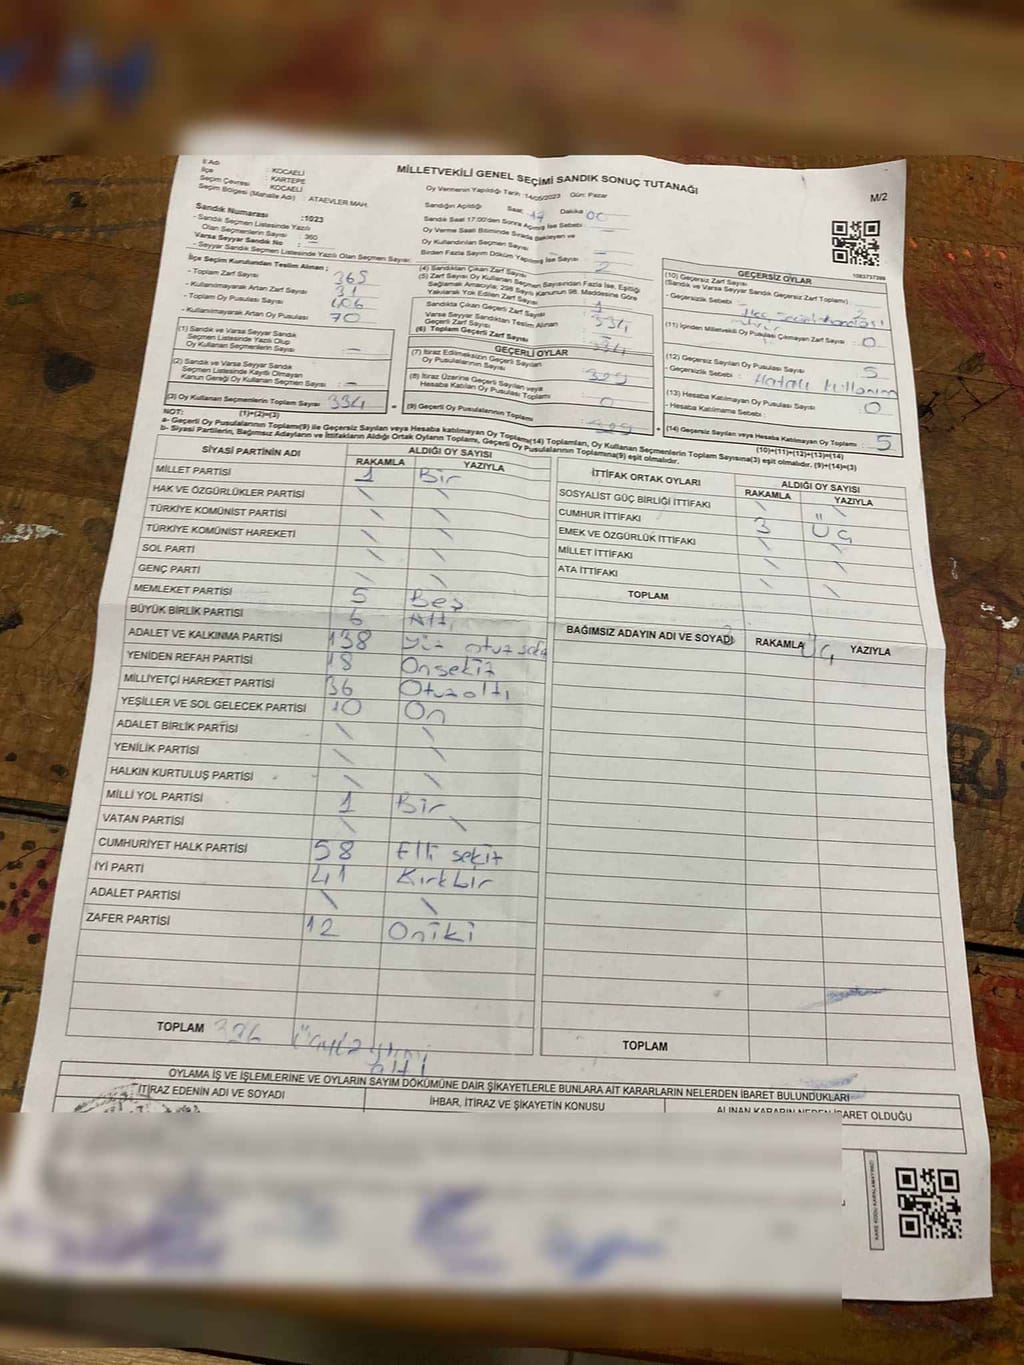 MİLLETVEKİLİ GENEL SEÇİMİ SANDIK SONUÇ TUTANAĞI
M/2
İl Adı : KOCAELİ
İlçe : KARTEPE
Seçim Çevresi : KOCAELİ
Seçim Bölgesi (Mahalle Adı) : ATAEVLER MAH.
Oy Vermenin Yapıldığı Tarih :14/05/2023 Gün: Pazar
Sandığın Açıldığı Saat: 17 Dakika 00
Sandık Saat 17:00'den Sonra Açılmış İse Sebebi :
Oy Verme Saati Bitiminde Sırada Bekleyen ve
Oy Kullandırılan Seçmen Sayısı
Birden Fazla Sayım Döküm Yapılmış İse Sayısı :
Sandık Numarası :1023
- Sandık Seçmen Listesinde Yazılı
Olan Seçmenlerin Sayısı : 360
Varsa Seyyar Sandık No :
- Seyyar Sandık Seçmen Listesinde Yazılı Olan Seçmen Sayısı:
İlçe Seçim Kurulundan Teslim Alınan ;
- Toplam Zarf Sayısı : 365
- Kullanılmayarak Artan Zarf Sayısı : 31
- Toplam Oy Pusulası Sayısı : 406
- Kullanılmayarak Artan Oy Pusulası : 70
(1) Sandık ve Varsa Seyyar Sandık
Seçmen Listesinde Yazılı Olup
Oy Kullanan Seçmenlerin Sayısı :
(2) Sandık ve Varsa Seyyar Sandık
Seçmen Listesinde Kayıtlı Olmayan
Kanun Gereği Oy Kullanan Seçmen Sayısı :
(3) Oy Kullanan Seçmenlerin Toplam Sayısı : 334
(1)+(2)=(3)
(4) Sandıktan Çıkan Zarf Sayısı 2
(5) Zarf Sayısı Oy Kullanan Seçmen Sayısından Fazla İse, Eşitliği
Sağlamak Amacıyla; 298 Sayılı Kanunun 98. Maddesine Göre
Yakılarak Yok Edilen Zarf Sayısı :
Sandıkta Çıkan Geçerli Zarf Sayısı : 334
Varsa Seyyar Sandıktan Teslim Alınan
Geçerli Zarf Sayısı :
(6) Toplam Geçerli Zarf Sayısı : 334
GEÇERLİ OYLAR
(7) İtiraz Edilmeksizin Geçerli Sayılan
Oy Pusulalarının Sayısı : 329
(8) İtiraz Üzerine Geçerli Sayılan veya
Hesaba Katılan Oy Pusulası Toplamı : 0
(9) Geçerli Oy Pusulalarının Toplamı : 329
1083737399
GEÇERSİZ OYLAR
(10) Geçersiz Zarf Sayısı
(Sandık ve Varsa Seyyar Sandık Geçersiz Zarf Toplamı) :
- Geçersizlik Sebebi :
(11) İçinden Milletvekili Oy Pusulası Çıkmayan Zarf Sayısı : 0
(12) Geçersiz Sayılan Oy Pusulası Sayısı : 5
- Geçersizlik Sebebi : Hatalı kullanım
(13) Hesaba Katılmayan Oy Pusulası Sayısı : 0
- Hesaba Katılmama Sebebi :
(14) Geçersiz Sayılan veya Hesaba Katılmayan Oy Toplamı : 5
(10)+(11)+(12)+(13)=(14)
NOT:
a- Geçerli Oy Pusulalarının Toplamı(9) ile Geçersiz Sayılan veya Hesaba Katılmayan Oy Toplamı(14) Toplamları, Oy Kullanan Seçmenlerin Toplam Sayısına(3) eşit olmalıdır. (9)+(14)=(3)
b- Siyasi Partilerin, Bağımsız Adayların ve İttifakların Aldığı Ortak Oyların Toplamı, Geçerli Oy Pusulalarının Toplamına(9) eşit olmalıdır.
SİYASİ PARTİNİN ADI ALDIĞI OY SAYISI
RAKAMLA YAZIYLA
MİLLET PARTİSİ 1 Bir
HAK VE ÖZGÜRLÜKLER PARTİSİ
TÜRKİYE KOMÜNİST PARTİSİ
TÜRKİYE KOMÜNİST HAREKETİ
SOL PARTİ
GENÇ PARTİ
MEMLEKET PARTİSİ 5 Beş
BÜYÜK BİRLİK PARTİSİ 6 Altı
ADALET VE KALKINMA PARTİSİ 138 Yüz otuz seki
YENİDEN REFAH PARTİSİ 18 Onsekiz
MİLLİYETÇİ HAREKET PARTİSİ 36 Otuzaltı
YEŞİLLER VE SOL GELECEK PARTİSİ 10 On
ADALET BİRLİK PARTİSİ
YENİLİK PARTİSİ
HALKIN KURTULUŞ PARTİSİ
MİLLİ YOL PARTİSİ 1 Bir
VATAN PARTİSİ
CUMHURİYET HALK PARTİSİ 58 Elli sekiz
İYİ PARTİ 41 Kırkbir
ADALET PARTİSİ
ZAFER PARTİSİ 12 Oniki
TOPLAM 326 Üçyüz yirmi altı
İTTİFAK ORTAK OYLARI ALDIĞI OY SAYISI
RAKAMLA YAZIYLA
SOSYALİST GÜÇ BİRLİĞİ İTTİFAKI
CUMHUR İTTİFAKI 3 Üç
EMEK VE ÖZGÜRLÜK İTTİFAKI
MİLLET İTTİFAKI
ATA İTTİFAKI
TOPLAM 3 Üç
BAĞIMSIZ ADAYIN ADI VE SOYADI RAKAMLA YAZIYLA
TOPLAM
OYLAMA İŞ VE İŞLEMLERİNE VE OYLARIN SAYIM DÖKÜMÜNE DAİR ŞİKAYETLERLE BUNLARA AİT KARARLARIN NELERDEN İBARET BULUNDUKLARI
İTİRAZ EDENİN ADI VE SOYADI İHBAR, İTİRAZ VE ŞİKAYETİN KONUSU ALINAN KARARIN NEDEN İBARET OLDUĞU
KARE KODU KARALAMAYINIZ!